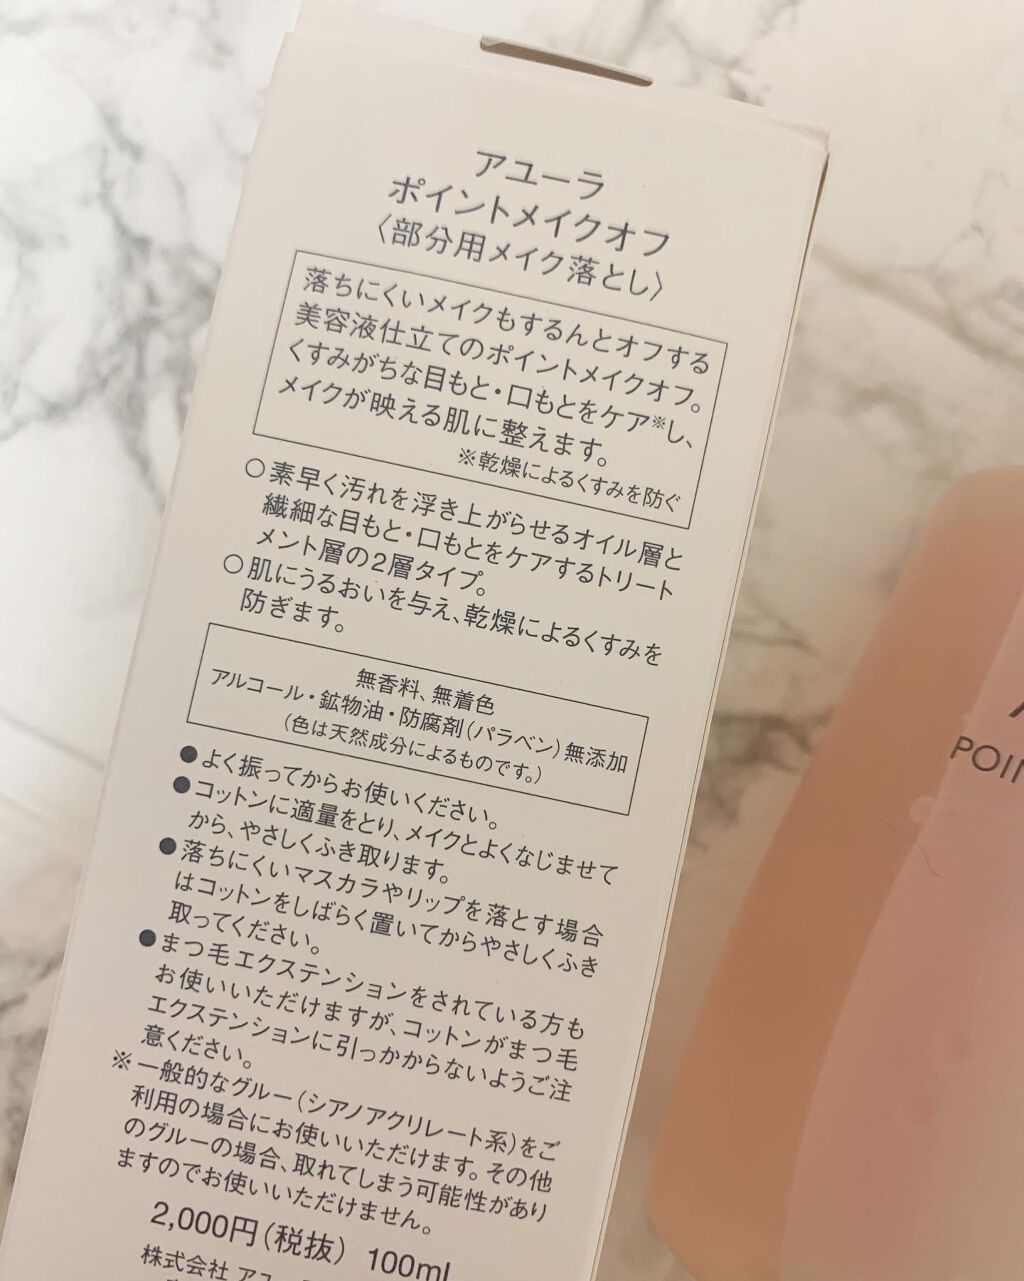 アユーラ
ポイントメイクオフ
〈部分用メイク落とし〉
落ちにくいメイクもするんとオフする
美容液仕立てのポイントメイクオフ。
くすみがちな目もと・口もとをケア※し、
メイクが映える肌に整えます。
※乾燥によるくすみを防ぐ
○素早く汚れを浮き上がらせるオイル層と
繊細な目もと・口もとをケアするトリート
メント層の2層タイプ。
○肌にうるおいを与え、乾燥によるくすみを
防ぎます。
無香料、無着色
アルコール・鉱物油・防腐剤(パラベン)無添加
(色は天然成分によるものです。)
●よく振ってからお使いください。
●コットンに適量をとり、メイクとよくなじませて
から、やさしくふき取ります。
●落ちにくいマスカラやリップを落とす場合
はコットンをしばらく置いてからやさしくふき
取ってください。
●まつ毛エクステンションをされている方も
お使いいただけますが、コットンがまつ毛
エクステンションに引っかからないようご注
意ください。
※一般的なグルー(シアノアクリレート系)をご
利用の場合にお使いいただけます。その他
のグルーの場合、取れてしまう可能性があり
ますのでお使いいただけません。
2,000円(税抜) 100ml
株式会社 アユー
POIN